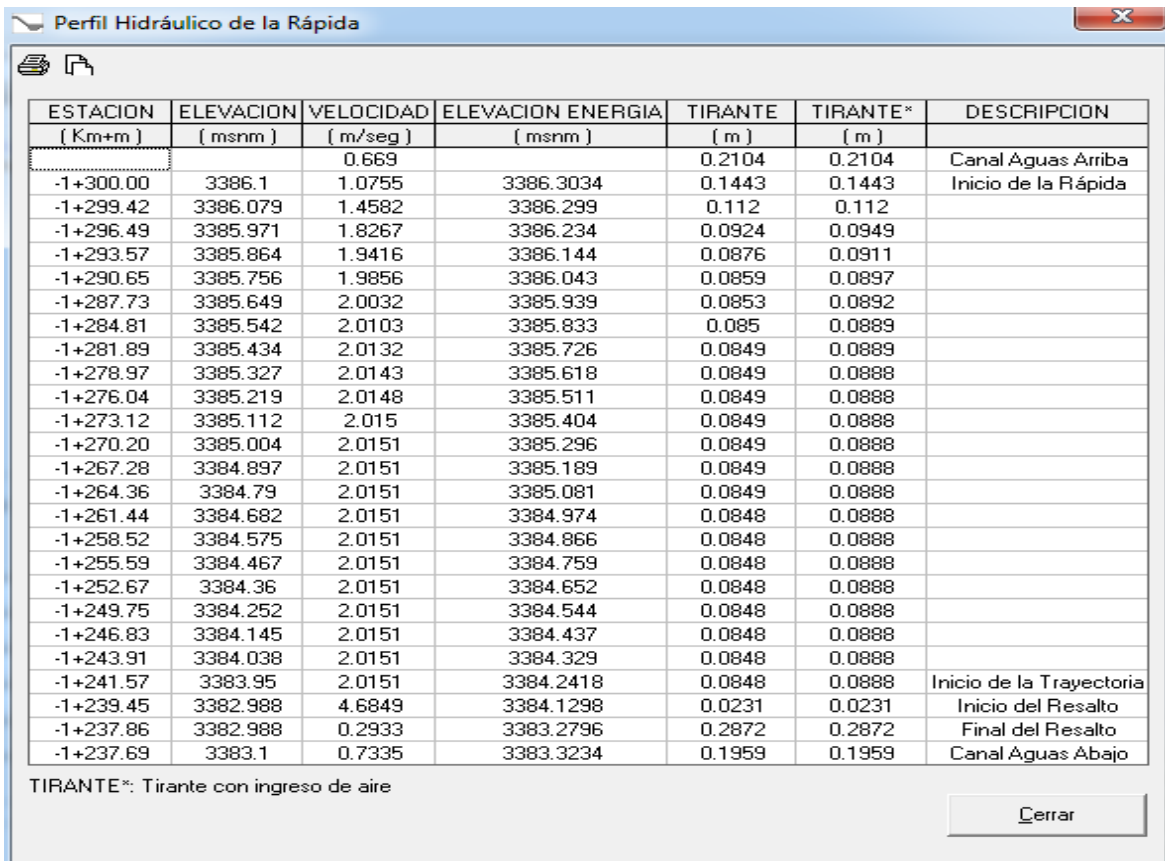 Perfil Hidráulico de la Rápida
ESTACION ELEVACION VELOCIDAD ELEVACION ENERGIA TIRANTE TIRANTE* DESCRIPCION
( Km+m ) ( msnm ) ( m/seg ) ( msnm ) ( m ) ( m )
0.669 0.2104 0.2104 Canal Aguas Arriba
-1+300.00 3386.1 1.0755 3386.3034 0.1443 0.1443 Inicio de la Rápida
-1+299.42 3386.079 1.4582 3386.299 0.112 0.112
-1+296.49 3385.971 1.8267 3386.234 0.0924 0.0949
-1+293.57 3385.864 1.9416 3386.144 0.0876 0.0911
-1+290.65 3385.756 1.9856 3386.043 0.0859 0.0897
-1+287.73 3385.649 2.0032 3385.939 0.0853 0.0892
-1+284.81 3385.542 2.0103 3385.833 0.085 0.0889
-1+281.89 3385.434 2.0132 3385.726 0.0849 0.0889
-1+278.97 3385.327 2.0143 3385.618 0.0849 0.0888
-1+276.04 3385.219 2.0148 3385.511 0.0849 0.0888
-1+273.12 3385.112 2.015 3385.404 0.0849 0.0888
-1+270.20 3385.004 2.0151 3385.296 0.0849 0.0888
-1+267.28 3384.897 2.0151 3385.189 0.0849 0.0888
-1+264.36 3384.79 2.0151 3385.081 0.0849 0.0888
-1+261.44 3384.682 2.0151 3384.974 0.0848 0.0888
-1+258.52 3384.575 2.0151 3384.866 0.0848 0.0888
-1+255.59 3384.467 2.0151 3384.759 0.0848 0.0888
-1+252.67 3384.36 2.0151 3384.652 0.0848 0.0888
-1+249.75 3384.252 2.0151 3384.544 0.0848 0.0888
-1+246.83 3384.145 2.0151 3384.437 0.0848 0.0888
-1+243.91 3384.038 2.0151 3384.329 0.0848 0.0888
-1+241.57 3383.95 2.0151 3384.2418 0.0848 0.0888 Inicio de la Trayectoria
-1+239.45 3382.988 4.6849 3384.1298 0.0231 0.0231 Inicio del Resalto
-1+237.86 3382.988 0.2933 3383.2796 0.2872 0.2872 Final del Resalto
-1+237.69 3383.1 0.7335 3383.3234 0.1959 0.1959 Canal Aguas Abajo
TIRANTE*: Tirante con ingreso de aire
Cerrar